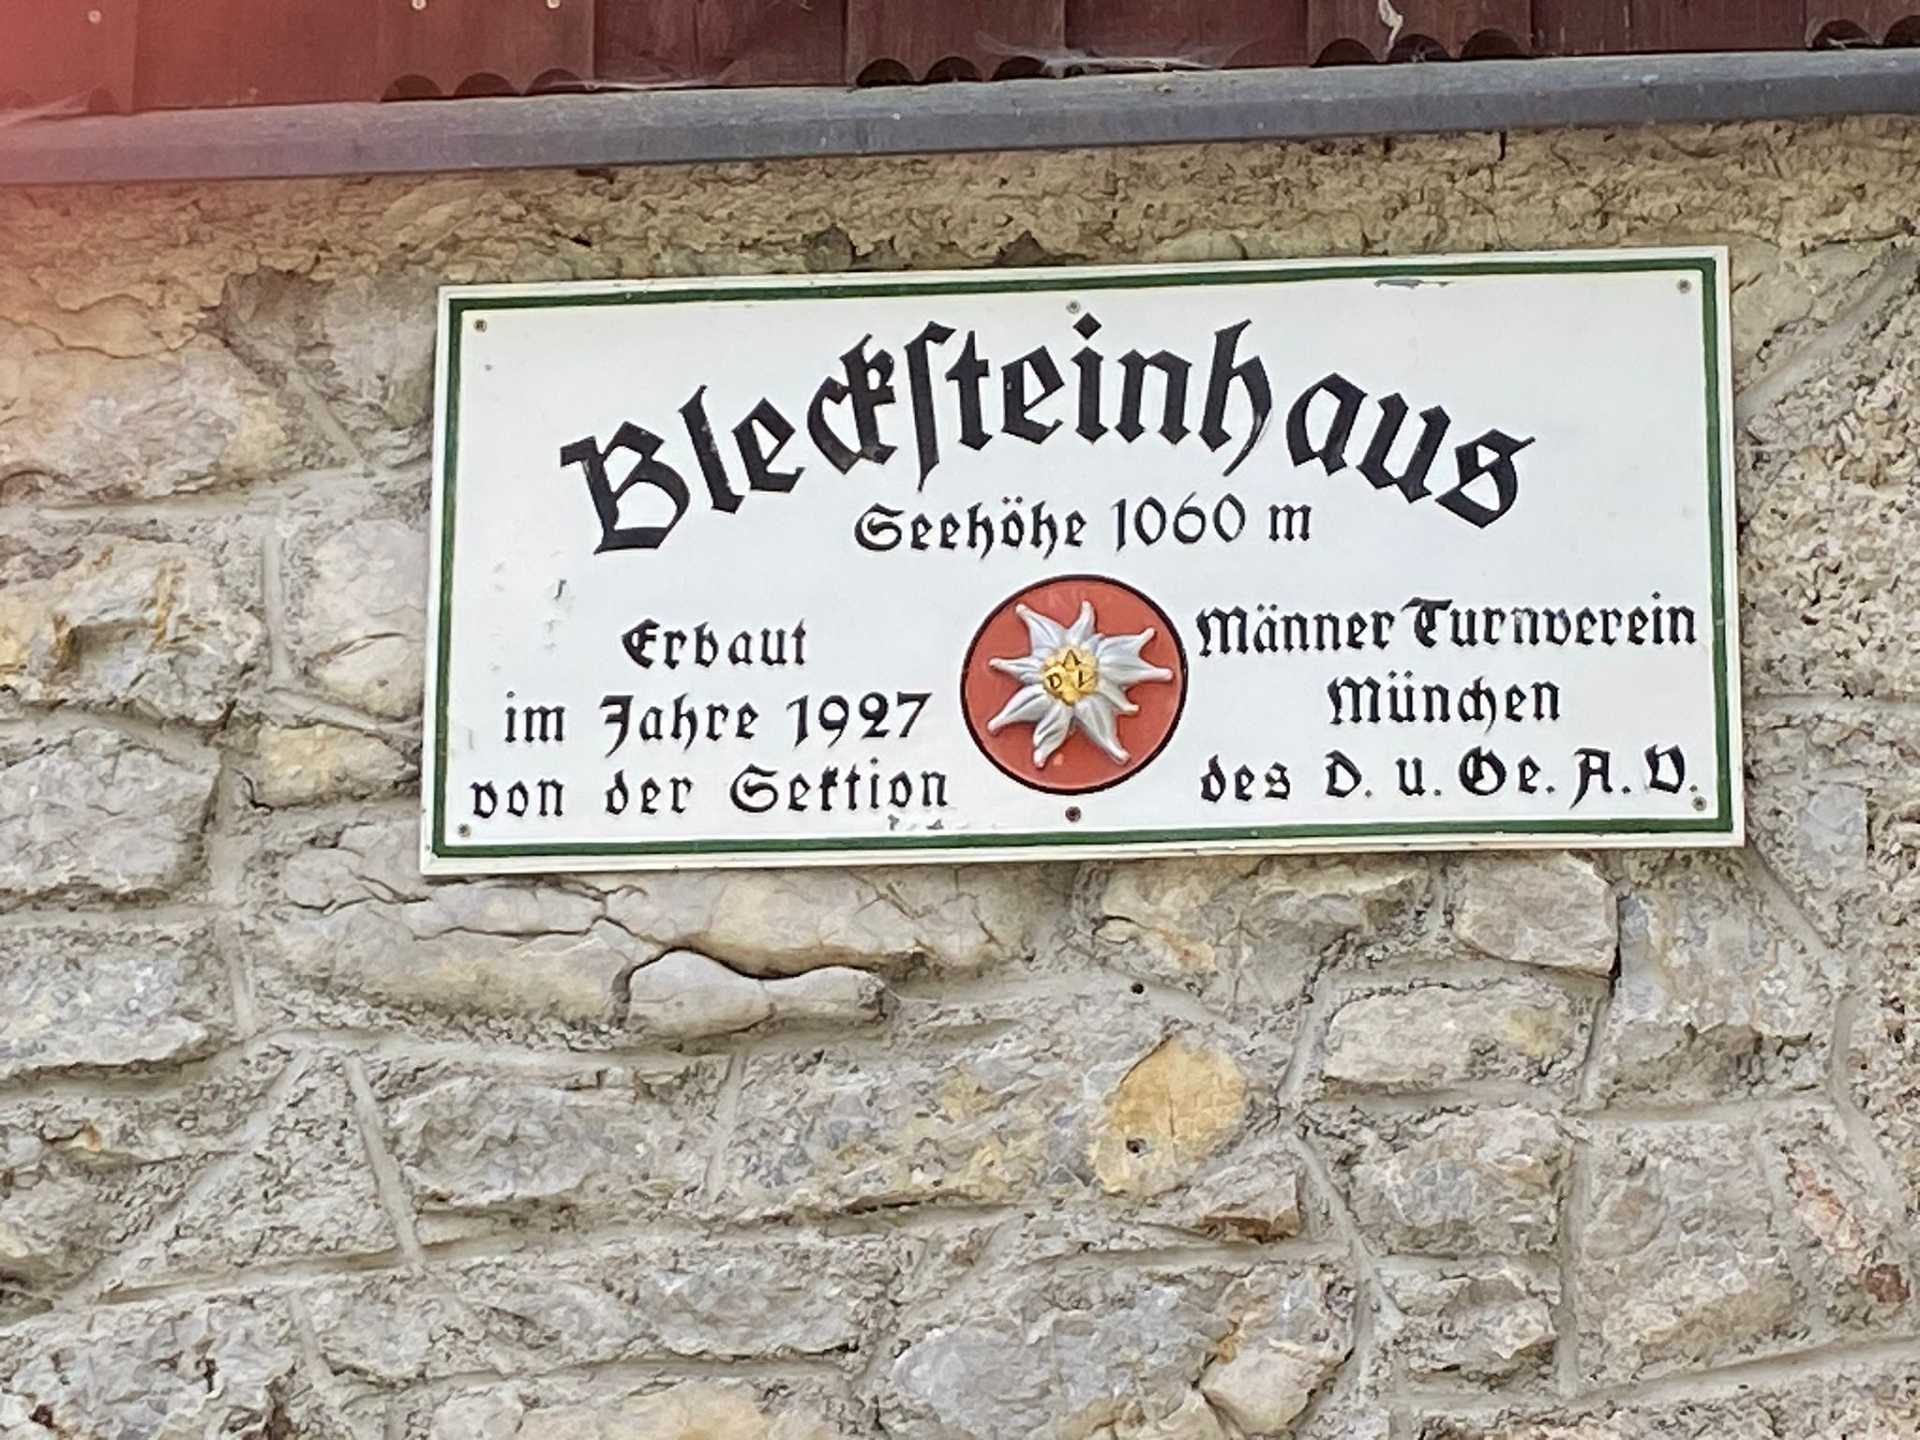 Bleckſteinhaus
Seehöhe 1060 m
Erbaut
im Jahre 1927
von der Sektion
A
D V
Männer Turnverein
München
des D. u. Oe. A. V.